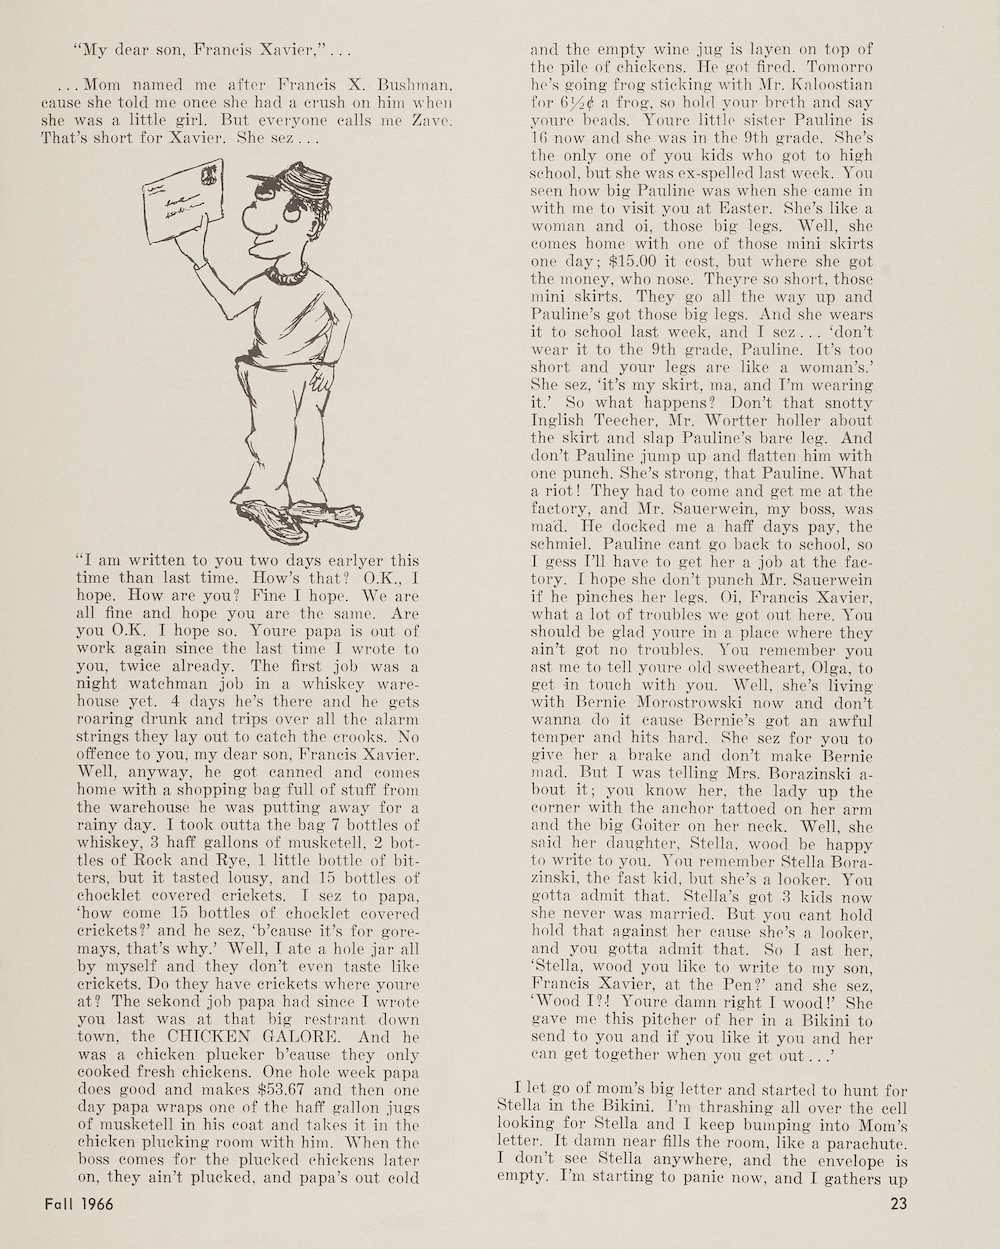 "My dear son, Francis Xavier,"...
...Mom named me after Francis X. Bushman,
cause she told me once she had a crush on him when
she was a little girl. But everyone calls me Zave.
That's short for Xavier. She sez...
"I am written to you two days earlyer this
time than last time. How's that? O.K., I
hope. How are you? Fine I hope. We are
all fine and hope you are the same. Are
you O.K. I hope so. Youre papa is out of
work again since the last time I wrote to
you, twice already. The first job was a
night watchman job in a whiskey ware-
house yet. 4 days he's there and he gets
roaring drunk and trips over all the alarm
strings they lay out to catch the crooks. No
offence to you, my dear son, Francis Xavier.
Well, anyway, he got canned and comes
home with a shopping bag full of stuff from
the warehouse he was putting away for a
rainy day. I took outta the bag 7 bottles of
whiskey, 3 haff gallons of musketell, 2 bot-
tles of Rock and Rye, 1 little bottle of bit-
ters, but it tasted lousy, and 15 bottles of
chocklet covered crickets. I sez to papa,
'how come 15 bottles of chocklet covered
crickets?' and he sez, 'b'cause it's for gore-
mays, that's why.' Well, I ate a hole jar all
by myself and they don't even taste like
crickets. Do they have crickets where youre
at? The sekond job papa had since I wrote
you last was at that big restrant down
town, the CHICKEN GALORE. And he
was a chicken plucker b'cause they only
cooked fresh chickens. One hole week papa
does good and makes $53.67 and then one
day papa wraps one of the haff gallon jugs
of musketell in his coat and takes it in the
chicken plucking room with him. When the
boss comes for the plucked chickens later
on, they ain't plucked, and papa's out cold
and the empty wine jug is layen on top of
the pile of chickens. He got fired. Tomorro
he's going frog sticking with Mr. Kaloostian
for 6½¢ a frog, so hold your breth and say
youre beads. Youre little sister Pauline is
16 now and she was in the 9th grade. She's
the only one of you kids who got to high
school, but she was ex-spelled last week. You
seen how big Pauline was when she came in
with me to visit you at Easter. She's like a
woman and oi, those big legs. Well, she
comes home with one of those mini skirts
one day; $15.00 it cost, but where she got
the money, who nose. Theyre so short, those
mini skirts. They go all the way up and
Pauline's got those big legs. And she wears
it to school last week, and I sez... 'don't
wear it to the 9th grade, Pauline. It's too
short and your legs are like a woman's.'
She sez, 'it's my skirt, ma, and I'm wearing
it.' So what happens? Don't that snotty
Inglish Teecher, Mr. Wortter holler about
the skirt and slap Pauline's bare leg. And
don't Pauline jump up and flatten him with
one punch. She's strong, that Pauline. What
a riot! They had to come and get me at the
factory, and Mr. Sauerwein, my boss, was
mad. He docked me a haff days pay, the
schmiel. Pauline cant go back to school, so
I gess I'll have to get her a job at the fac-
tory. I hope she don't punch Mr. Sauerwein
if he pinches her legs. Oi, Francis Xavier,
what a lot of troubles we got out here. You
should be glad youre in a place where they
ain't got no troubles. You remember you
ast me to tell youre old sweetheart, Olga, to
get in touch with you. Well, she's living
with Bernie Morostrowski now and don't
wanna do it cause Bernie's got an awful
temper and hits hard. She sez for you to
give her a brake and don't make Bernie
mad. But I was telling Mrs. Borazinski a-
bout it; you know her, the lady up the
corner with the anchor tattoed on her arm
and the big Goiter on her neck. Well, she
said her daughter, Stella, wood be happy
to write to you. You remember Stella Bora-
zinski, the fast kid, but she's a looker. You
gotta admit that. Stella's got 3 kids now
she never was married. But you cant hold
hold that against her cause she's a looker,
and you gotta admit that. So I ast her,
'Stella, wood you like to write to my son,
Francis Xavier, at the Pen?' and she sez,
'Wood I?! Youre damn right I wood!' She
gave me this pitcher of her in a Bikini to
send to you and if you like it you and her
can get together when you get out...'
I let go of mom's big letter and started to hunt for
Stella in the Bikini. I'm thrashing all over the cell
looking for Stella and I keep bumping into Mom's
letter. It damn near fills the room, like a parachute.
I don't see Stella anywhere, and the envelope is
empty. I'm starting to panic now, and I gathers up
Fall 1966
23